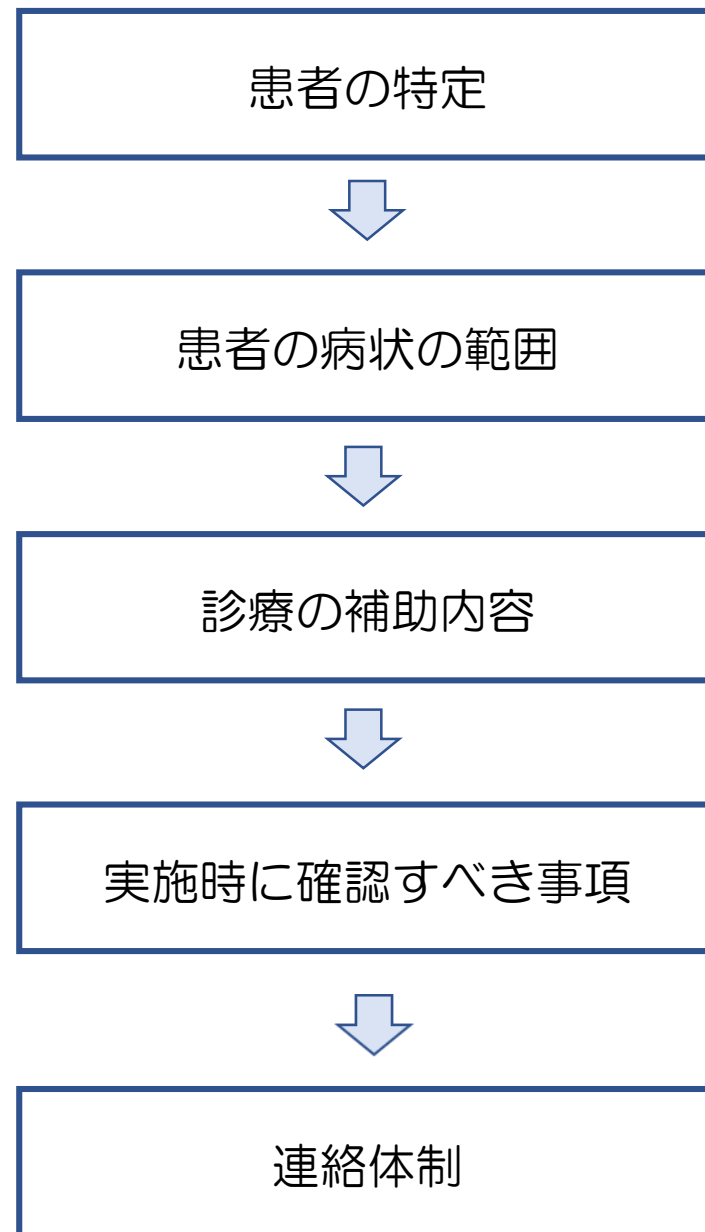 患者の特定
患者の病状の範囲
診療の補助内容
実施時に確認すべき事項
連絡体制